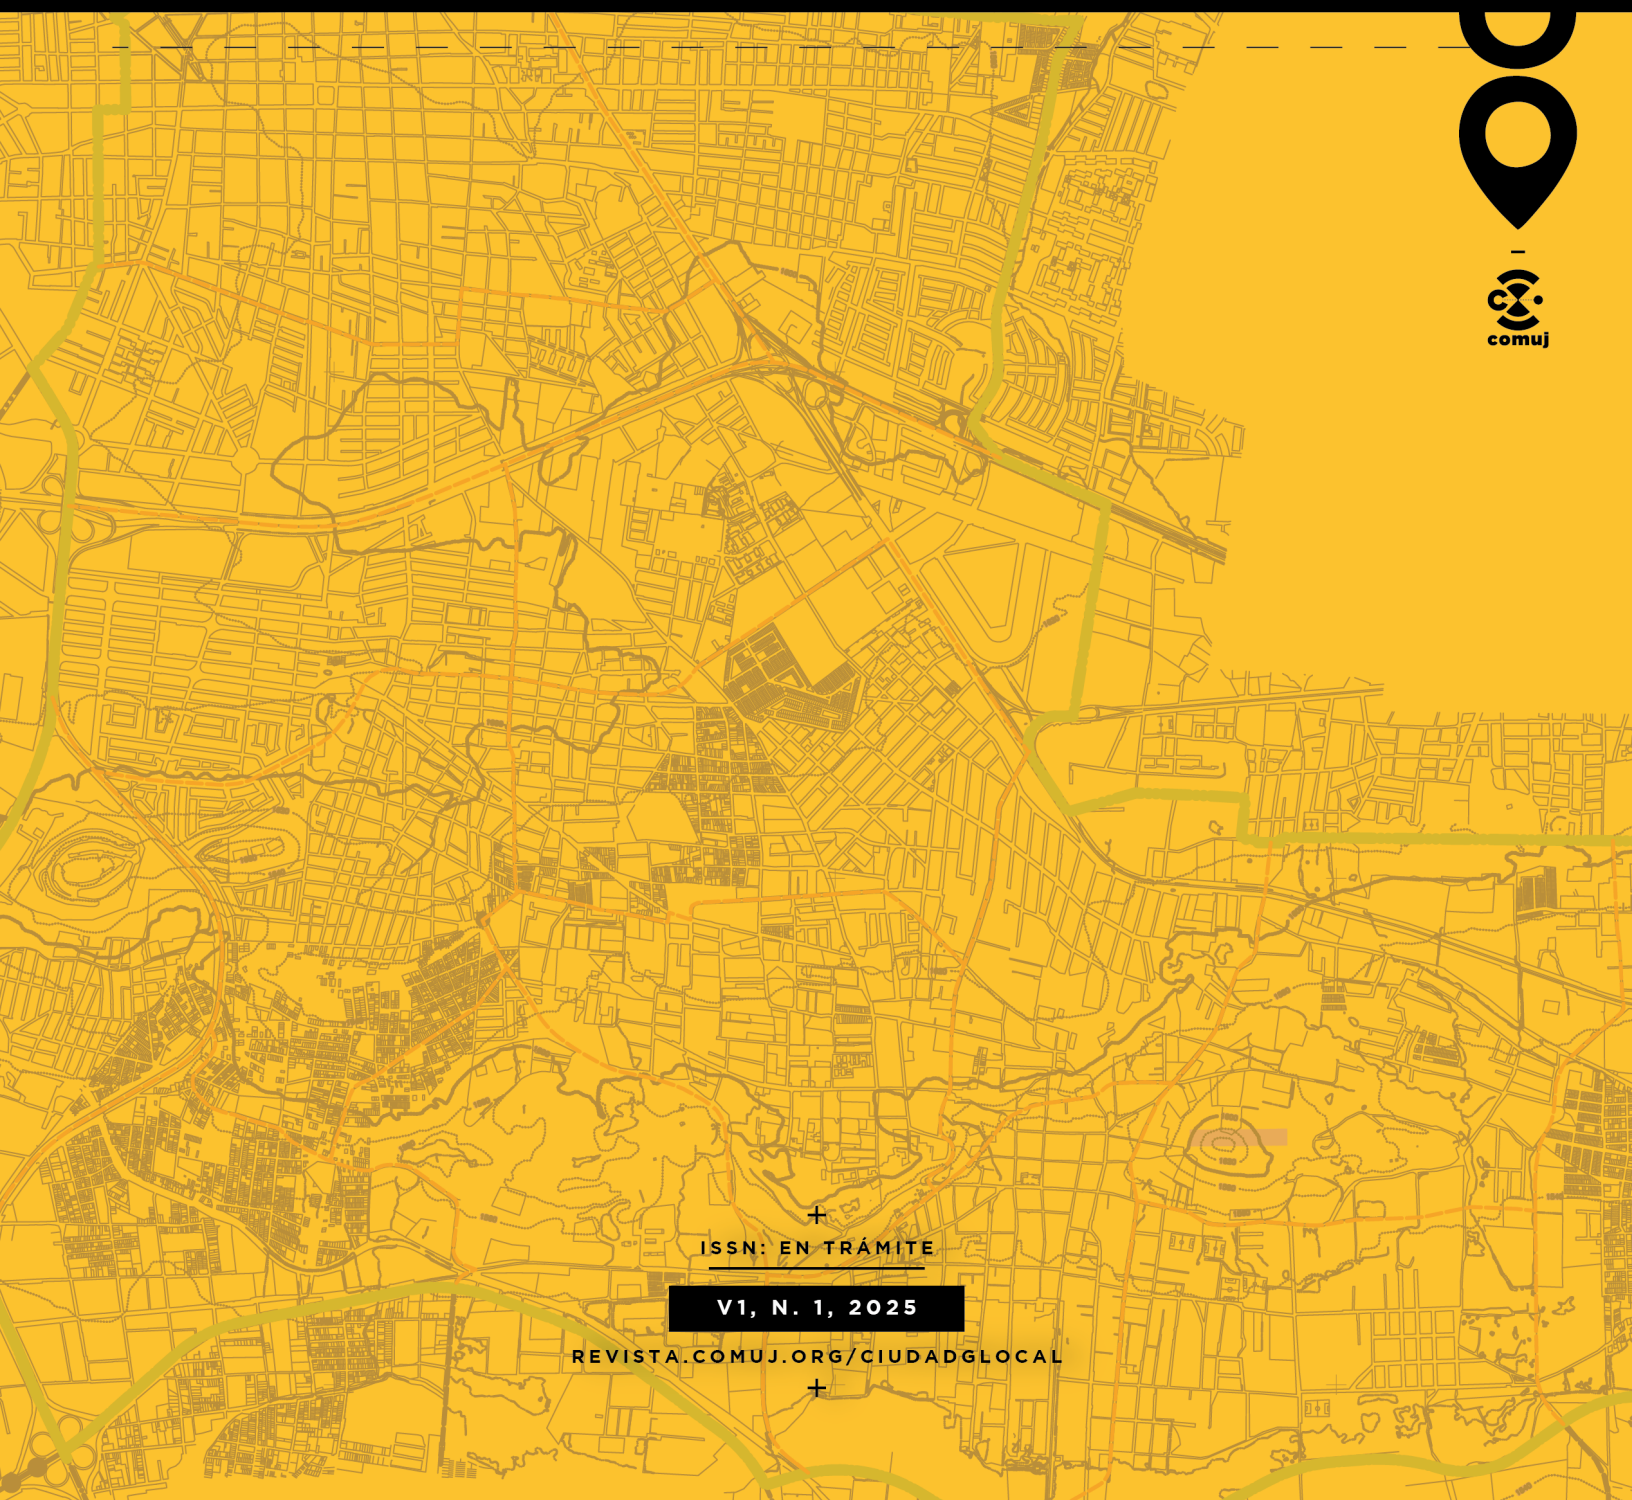 comuj
ISSN: EN TRÁMITE
V1, N. 1, 2025
REVISTA.COMUJ.ORG/CIUDADGLOCAL